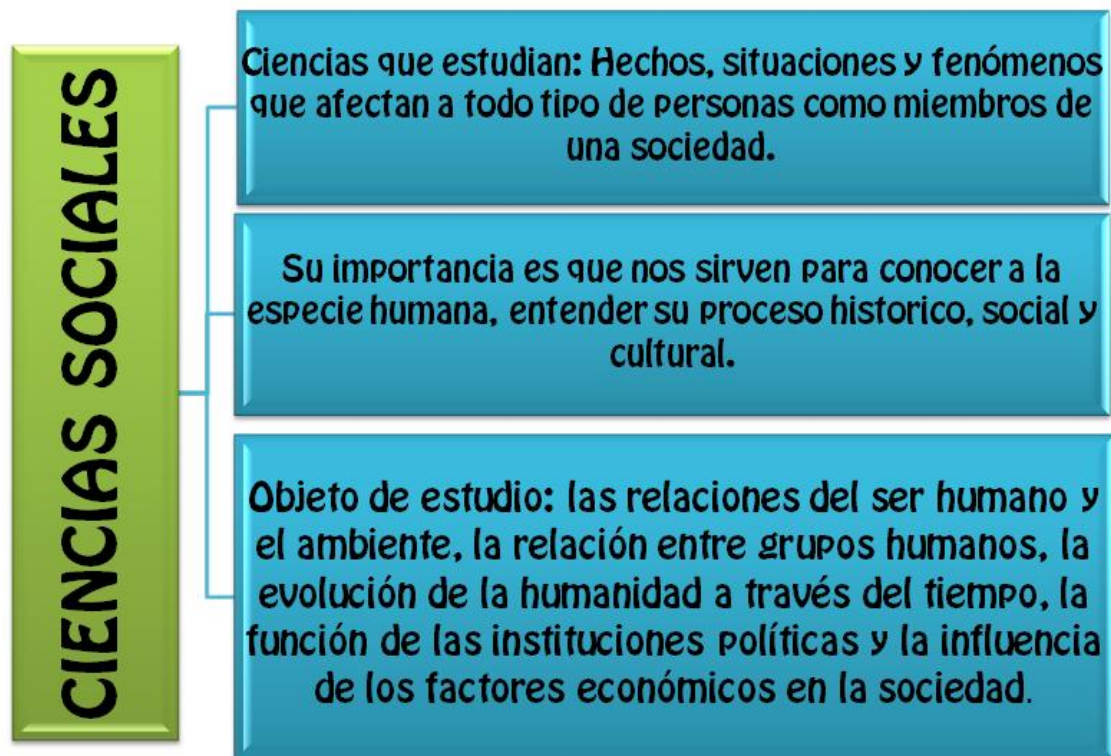 CIENCIAS SOCIALES
Ciencias que estudian: Hechos, situaciones y fenómenos
que afectan a todo tipo de personas como miembros de
una sociedad.
Su importancia es que nos sirven para conocer a la
especie humana, entender su proceso historico, social y
cultural.
Objeto de estudio: las relaciones del ser humano y
el ambiente, la relación entre grupos humanos, la
evolución de la humanidad a través del tiempo, la
función de las instituciones políticas y la influencia
de los factores económicos en la sociedad.